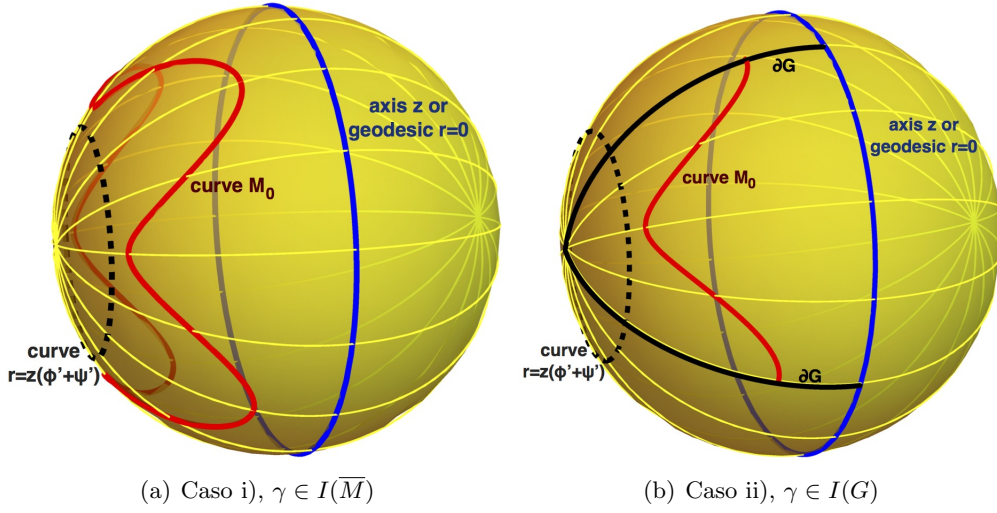 axis z or
geodesic r=0
curve M₀
curve
r=z(ϕ'+ψ')
∂G
axis z or
geodesic r=0
curve M₀
curve
r=z(ϕ'+ψ')
∂G
(a) Caso i), γ ∈ I(M̅)
(b) Caso ii), γ ∈ I(G)